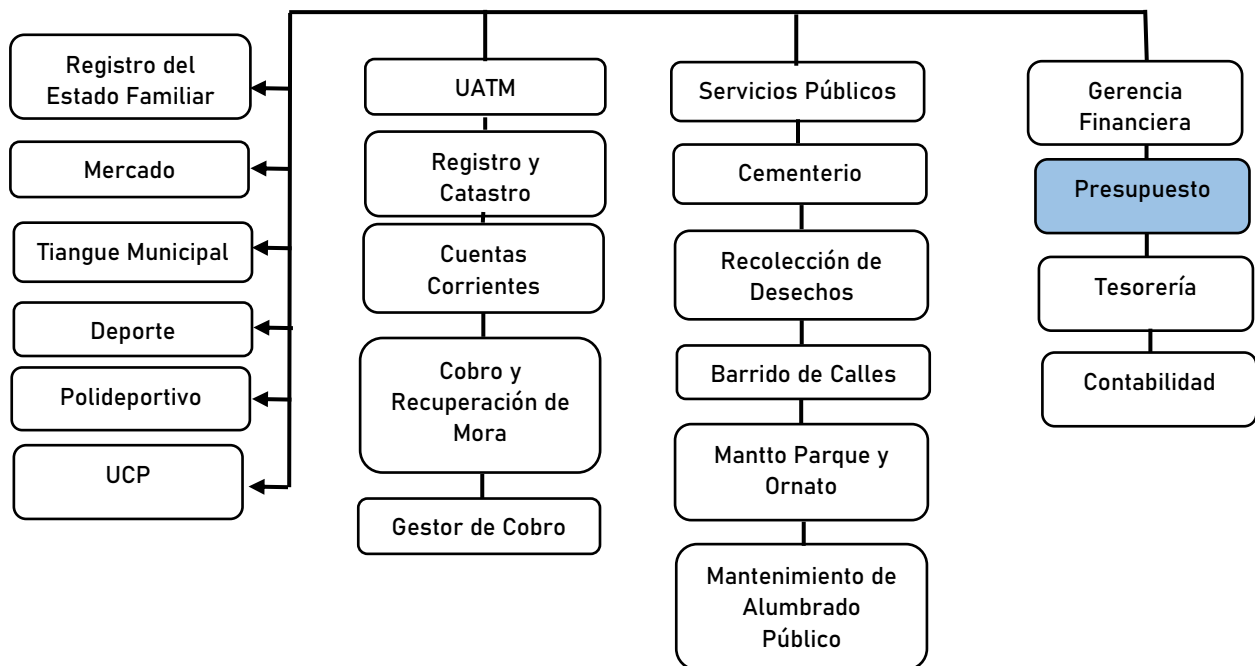 Registro del
Estado Familiar
Mercado
Tiangue Municipal
Deporte
Polideportivo
UCP
UATM
Registro y
Catastro
Cuentas
Corrientes
Cobro y
Recuperación de
Mora
Gestor de Cobro
Servicios Públicos
Cementerio
Recolección de
Desechos
Barrido de Calles
Mantto Parque y
Ornato
Mantenimiento de
Alumbrado
Público
Gerencia
Financiera
Presupuesto
Tesorería
Contabilidad